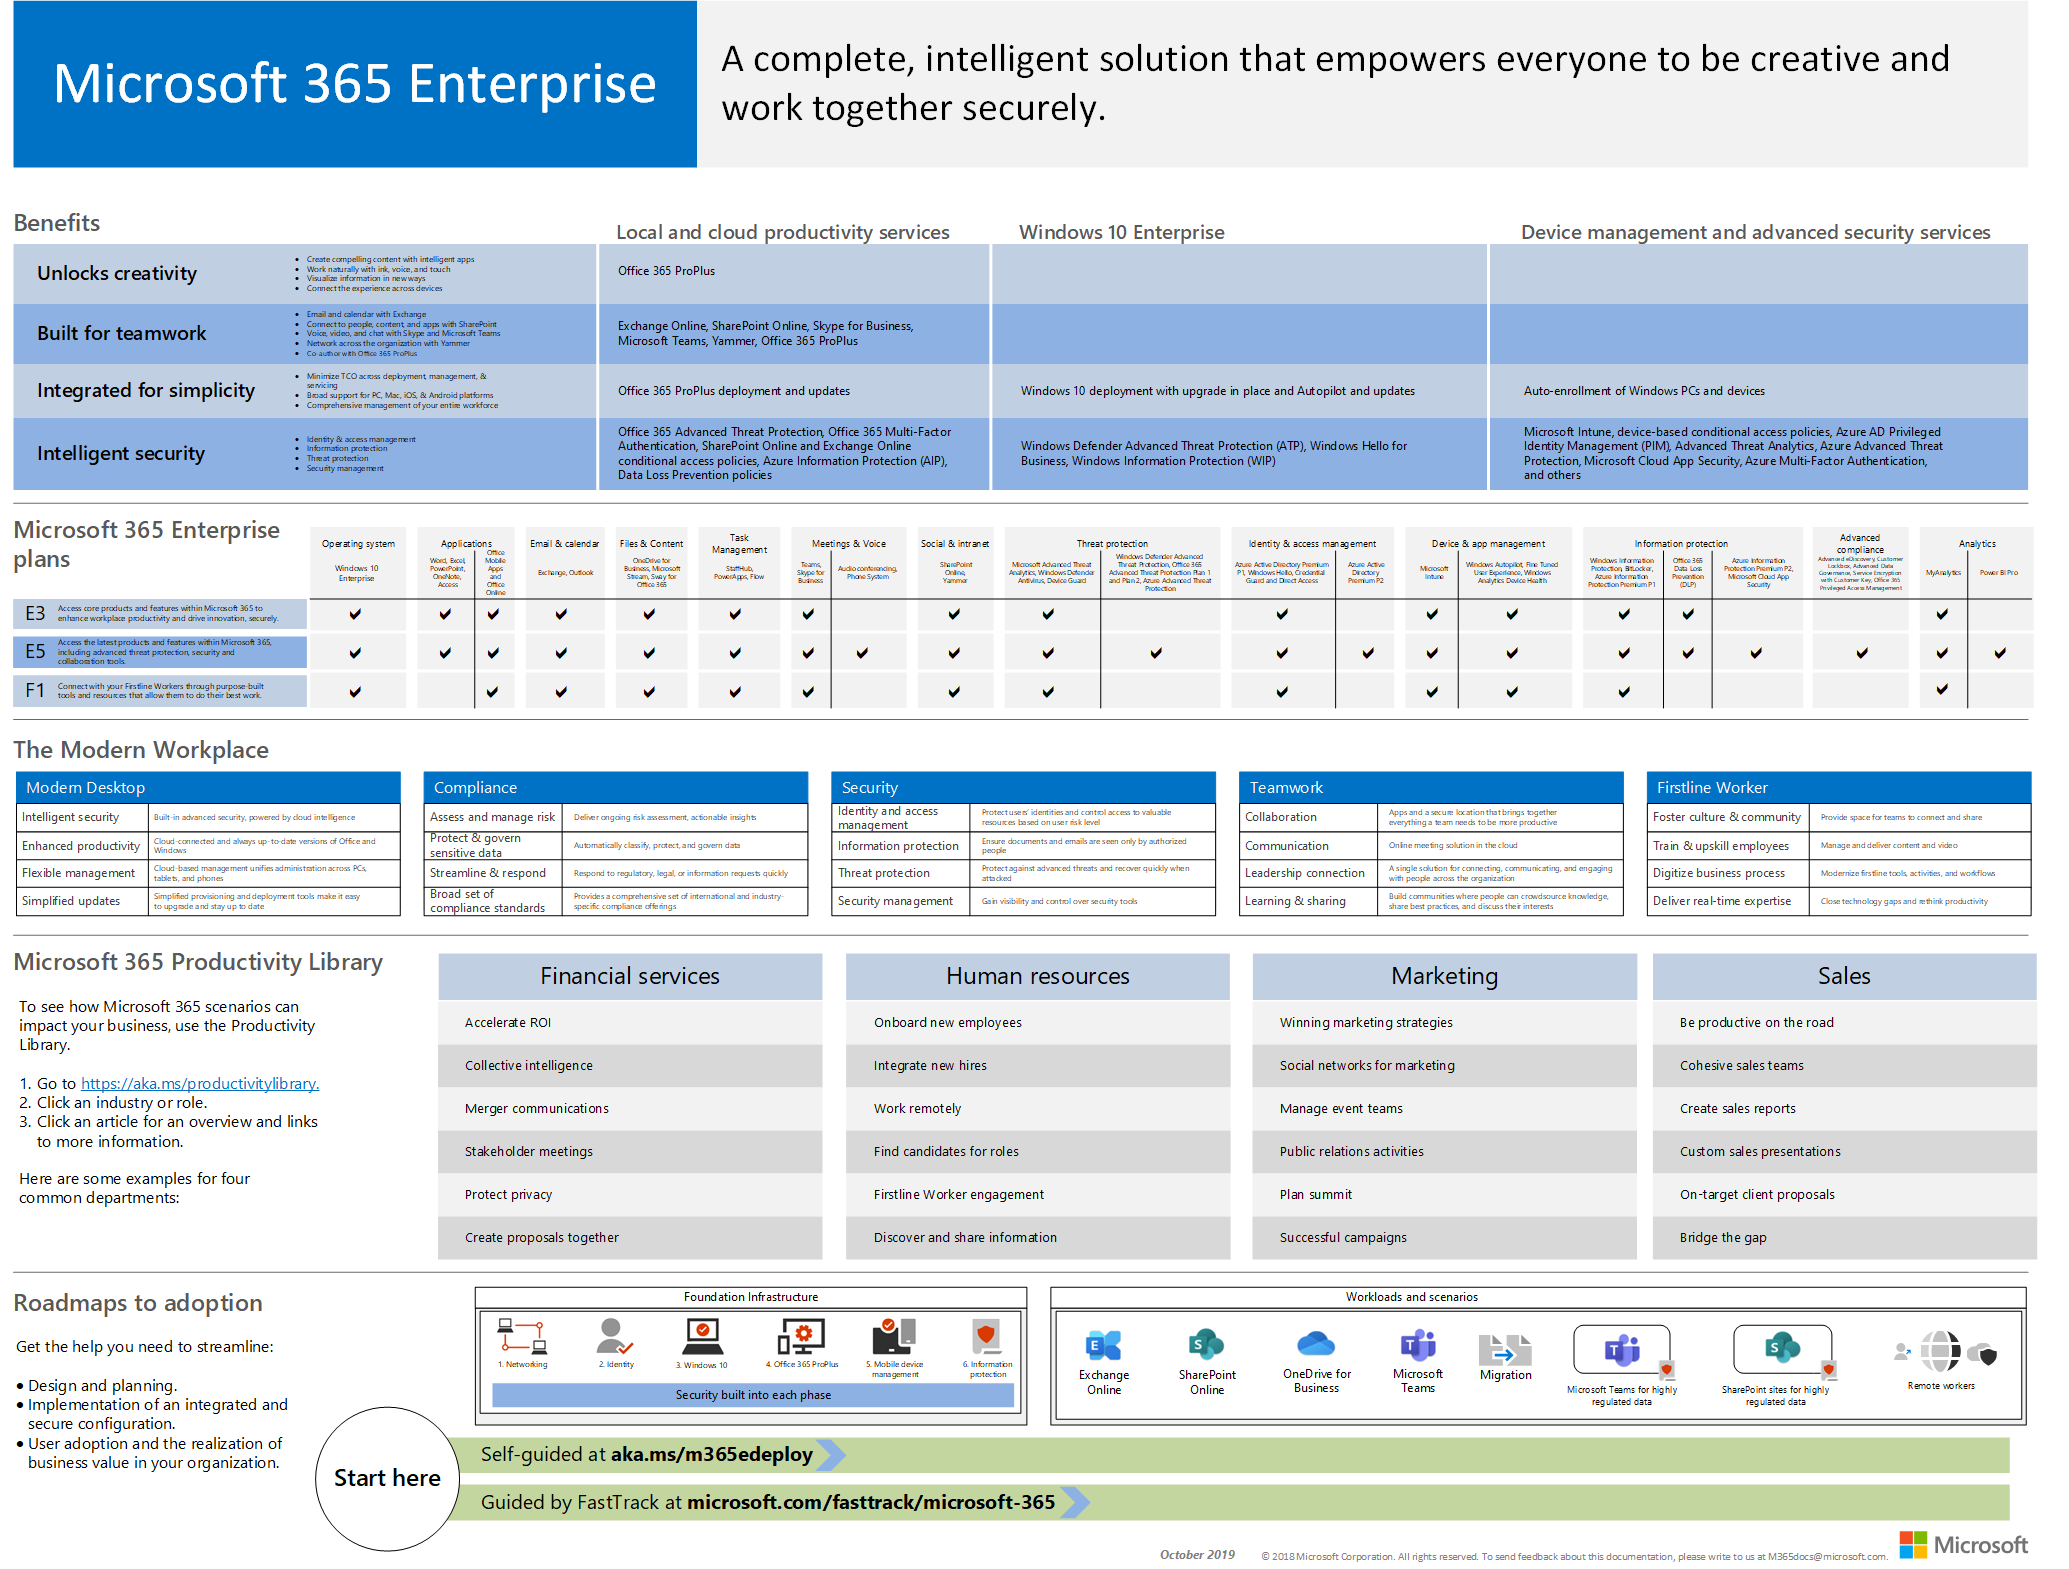 Microsoft 365 Enterprise
A complete, intelligent solution that empowers everyone to be creative and
work together securely.
Benefits
Local and cloud productivity services
Windows 10 Enterprise
Device management and advanced security services
Unlocks creativity
• Create compelling content with intelligent apps
• Work naturally with ink, voice, and touch
• Visualize information in new ways
• Connect the experience across devices
Office 365 ProPlus
Built for teamwork
• Email and calendar with Exchange
• Connect to people, content, and apps with SharePoint
• Voice, video, and chat with Skype and Microsoft Teams
• Network across the organization with Yammer
• Co-author with Office 365 ProPlus
Exchange Online, SharePoint Online, Skype for Business,
Microsoft Teams, Yammer, Office 365 ProPlus
Integrated for simplicity
• Minimize TCO across deployment, management, &
servicing
• Broad support for PC, Mac, iOS, & Android platforms
• Comprehensive management of your entire workforce
Office 365 ProPlus deployment and updates
Windows 10 deployment with upgrade in place and Autopilot and updates
Auto-enrollment of Windows PCs and devices
Intelligent security
• Identity & access management
• Information protection
• Threat protection
• Security management
Office 365 Advanced Threat Protection, Office 365 Multi-Factor
Authentication, SharePoint Online and Exchange Online
conditional access policies, Azure Information Protection (AIP),
Data Loss Prevention policies
Windows Defender Advanced Threat Protection (ATP), Windows Hello for
Business, Windows Information Protection (WIP)
Microsoft Intune, device-based conditional access policies, Azure AD Privileged
Identity Management (PIM), Advanced Threat Analytics, Azure Advanced Threat
Protection, Microsoft Cloud App Security, Azure Multi-Factor Authentication,
and others
Microsoft 365 Enterprise
plans
Operating system
Windows 10
Enterprise
Applications
Word, Excel,
PowerPoint,
OneNote,
Access
Office
Mobile
Apps
and
Office
Online
Email & calendar
Exchange, Outlook
Files & Content
OneDrive for
Business, Microsoft
Stream, Sway for
Office 365
Task
Management
StaffHub,
PowerApps, Flow
Meetings & Voice
Teams,
Skype for
Business
Audio conferencing,
Phone System
Social & intranet
SharePoint
Online,
Yammer
Threat protection
Microsoft Advanced Threat
Analytics, Windows Defender
Antivirus, Device Guard
Windows Defender Advanced
Threat Protection, Office 365
Advanced Threat Protection Plan 1
and Plan 2, Azure Advanced Threat
Protection
Identity & access management
Azure Active Directory Premium
P1, Windows Hello, Credential
Guard and Direct Access
Azure Active
Directory
Premium P2
Device & app management
Microsoft
Intune
Windows Autopilot, Fine Tuned
User Experience, Windows
Analytics Device Health
Information protection
Windows Information
Protection, BitLocker,
Azure Information
Protection Premium P1
Office 365
Data Loss
Prevention
(DLP)
Azure Information
Protection Premium P2,
Microsoft Cloud App
Security
Advanced
compliance
Advanced eDiscovery, Customer
Lockbox, Advanced Data
Governance, Service Encryption
with Customer Key, Office 365
Privileged Access Management
Analytics
MyAnalytics
Power BI Pro
E3
Access core products and features within Microsoft 365 to
enhance workplace productivity and drive innovation, securely.
E5
Access the latest products and features within Microsoft 365,
including advanced threat protection, security and
collaboration tools.
F1
Connect with your Firstline Workers through purpose-built
tools and resources that allow them to do their best work.
The Modern Workplace
Modern Desktop
Intelligent security
Built-in advanced security, powered by cloud intelligence
Enhanced productivity
Cloud-connected and always up-to-date versions of Office and
Windows
Flexible management
Cloud-based management unifies administration across PCs,
tablets, and phones
Simplified updates
Simplified provisioning and deployment tools make it easy
to upgrade and stay up to date
Compliance
Assess and manage risk
Deliver ongoing risk assessment, actionable insights
Protect & govern
sensitive data
Automatically classify, protect, and govern data
Streamline & respond
Respond to regulatory, legal, or information requests quickly
Broad set of
compliance standards
Provides a comprehensive set of international and industry-
specific compliance offerings
Security
Identity and access
management
Protect users' identities and control access to valuable
resources based on user risk level
Information protection
Ensure documents and emails are seen only by authorized
people
Threat protection
Protect against advanced threats and recover quickly when
attacked
Security management
Gain visibility and control over security tools
Teamwork
Collaboration
Apps and a secure location that brings together
everything a team needs to be more productive
Communication
Online meeting solution in the cloud
Leadership connection
A single solution for connecting, communicating, and engaging
with people across the organization
Learning & sharing
Build communities where people can crowdsource knowledge,
share best practices, and discuss their interests
Firstline Worker
Foster culture & community
Provide space for teams to connect and share
Train & upskill employees
Manage and deliver content and video
Digitize business process
Modernize firstline tools, activities, and workflows
Deliver real-time expertise
Close technology gaps and rethink productivity
Microsoft 365 Productivity Library
To see how Microsoft 365 scenarios can
impact your business, use the Productivity
Library.
1. Go to https://aka.ms/productivitylibrary.
2. Click an industry or role.
3. Click an article for an overview and links
to more information.
Here are some examples for four
common departments:
Financial services
Accelerate ROI
Collective intelligence
Merger communications
Stakeholder meetings
Protect privacy
Create proposals together
Human resources
Onboard new employees
Integrate new hires
Work remotely
Find candidates for roles
Firstline Worker engagement
Discover and share information
Marketing
Winning marketing strategies
Social networks for marketing
Manage event teams
Public relations activities
Plan summit
Successful campaigns
Sales
Be productive on the road
Cohesive sales teams
Create sales reports
Custom sales presentations
On-target client proposals
Bridge the gap
Roadmaps to adoption
Get the help you need to streamline:
• Design and planning.
• Implementation of an integrated and
secure configuration.
• User adoption and the realization of
business value in your organization.
Foundation Infrastructure
1. Networking
2. Identity
3. Windows 10
4. Office 365 ProPlus
5. Mobile device
management
6. Information
protection
Security built into each phase
Workloads and scenarios
Exchange
Online
SharePoint
Online
OneDrive for
Business
Microsoft
Teams
Migration
Microsoft Teams for highly
regulated data
SharePoint sites for highly
regulated data
Remote workers
Start here
Self-guided at aka.ms/m365edeploy
Guided by FastTrack at microsoft.com/fasttrack/microsoft-365
October 2019
© 2018 Microsoft Corporation. All rights reserved. To send feedback about this documentation, please write to us at M365docs@microsoft.com.
Microsoft